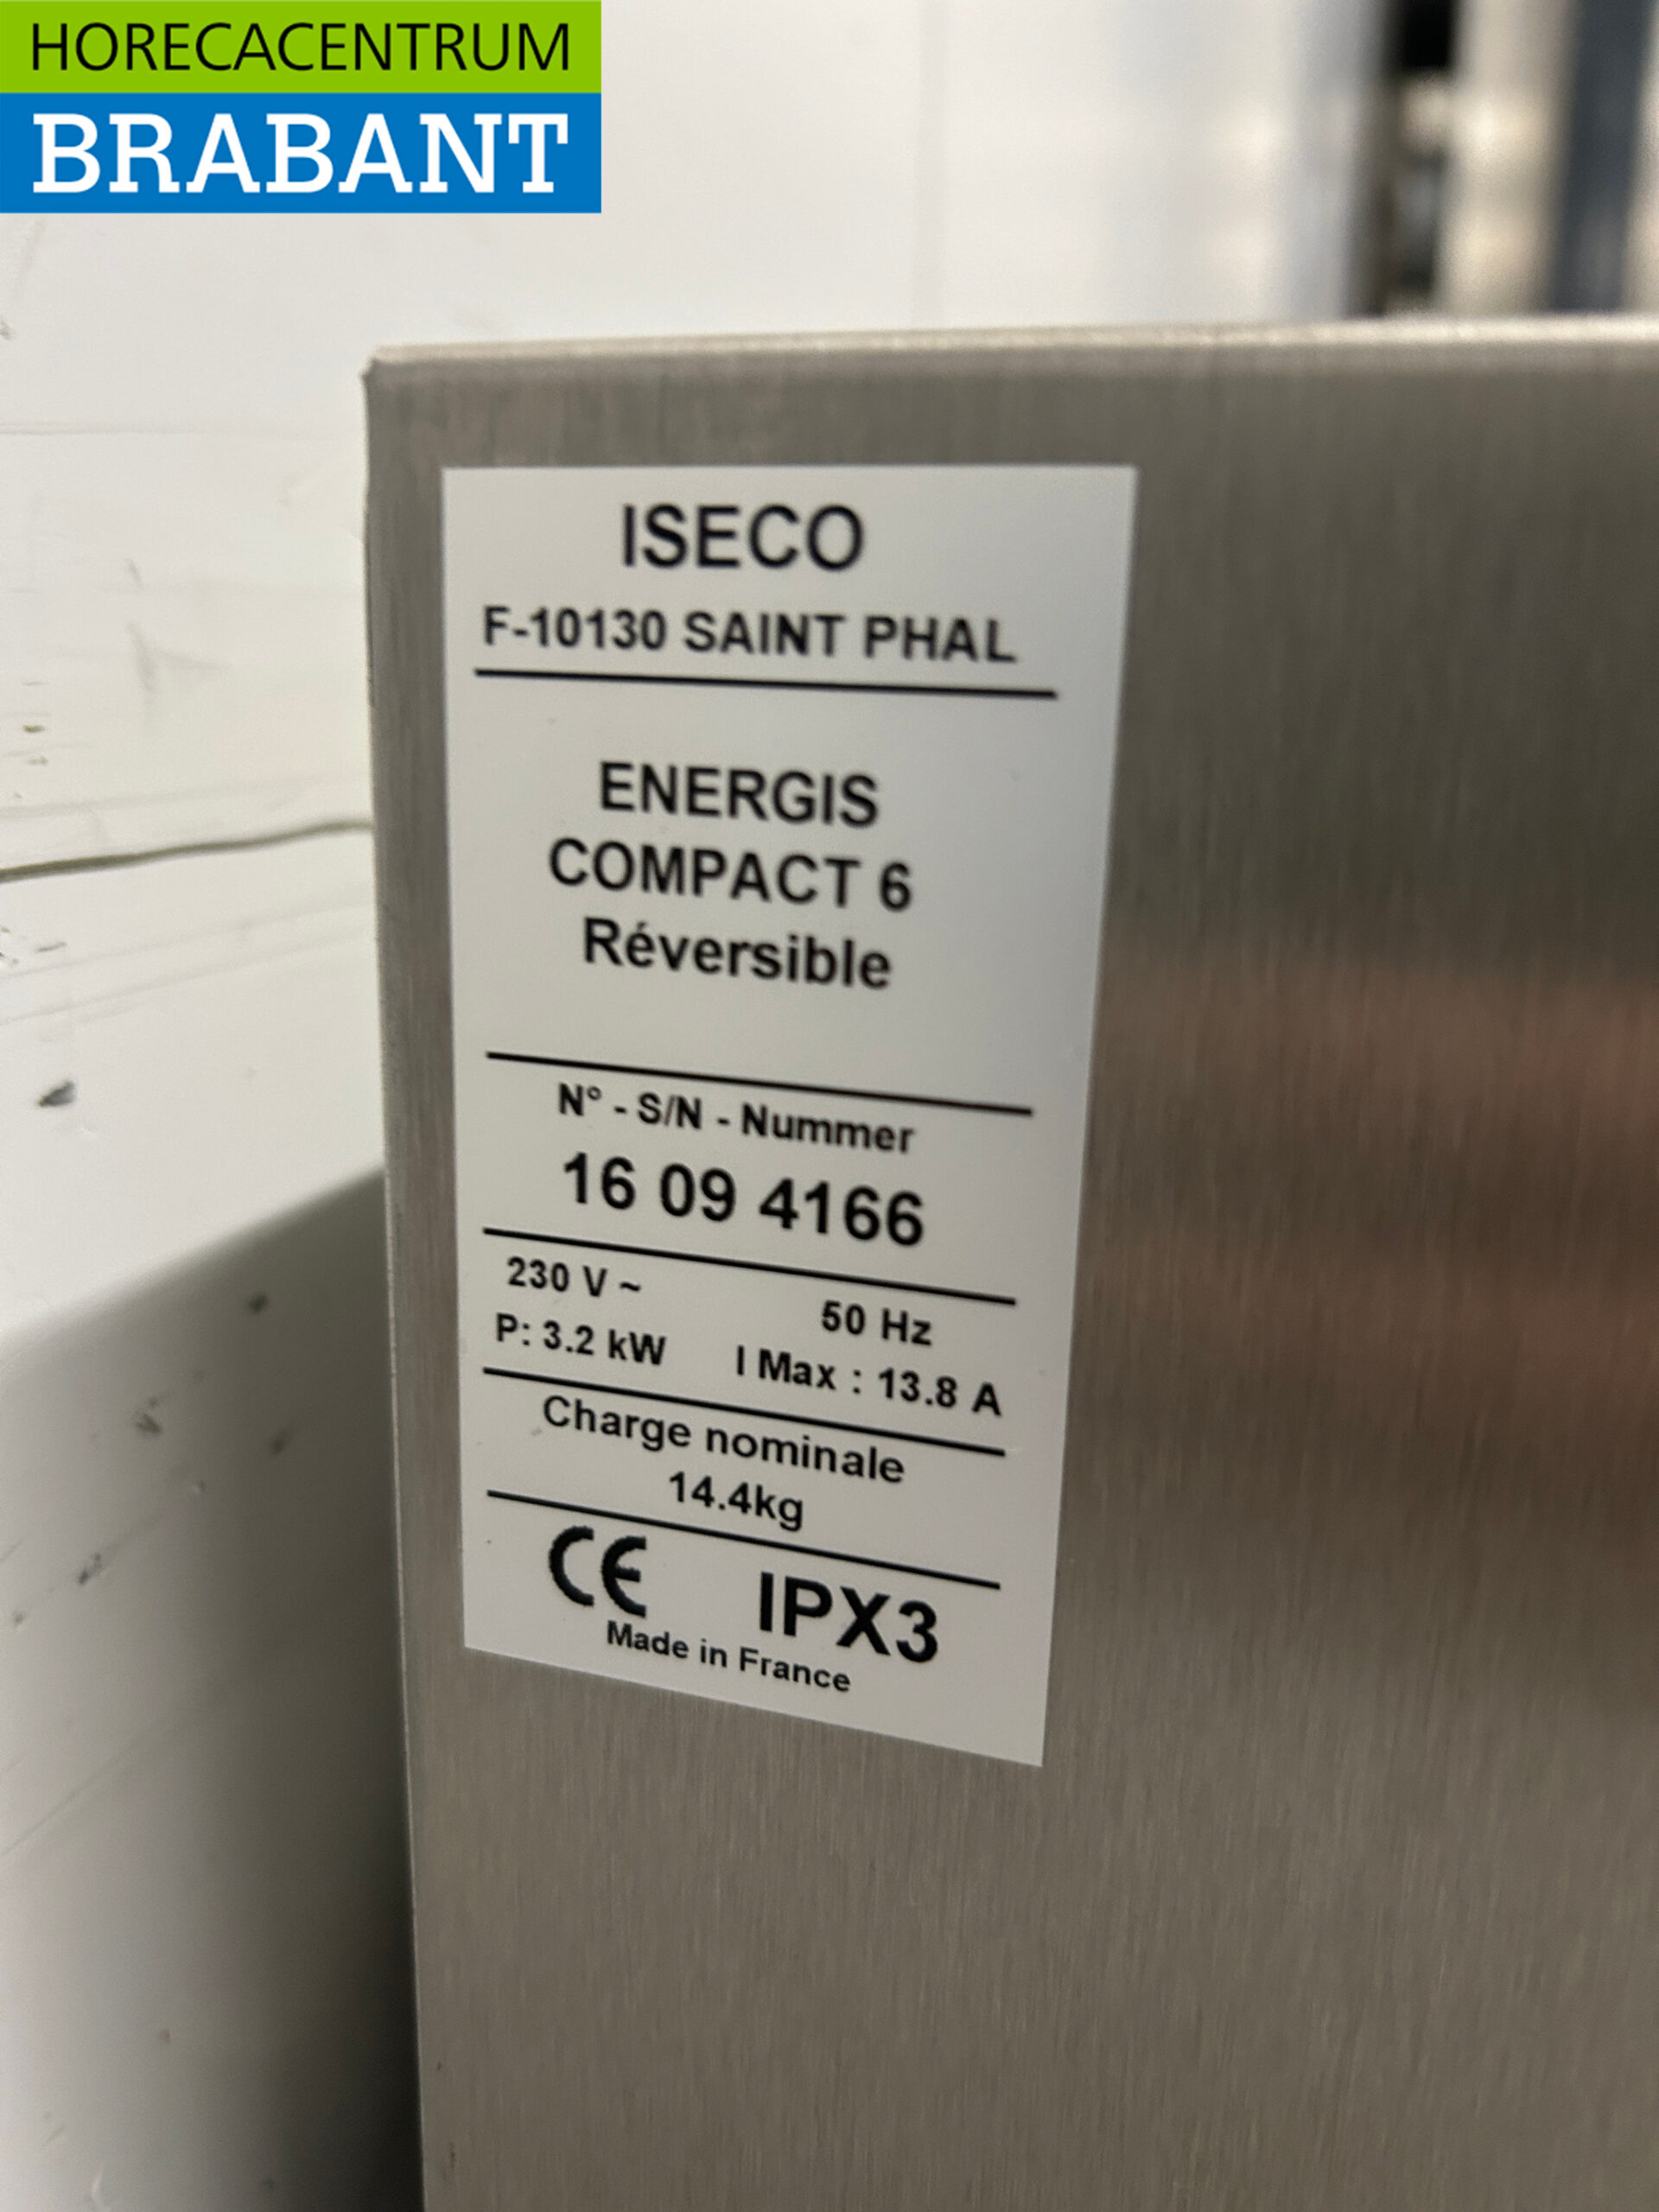 HORECACENTRUM
BRABANT
ISECO
F-10130 SAINT PHAL
ENERGIS
COMPACT 6
Réversible
N° - S/N - Nummer
16 09 4166
230 V ~ 50 Hz
P: 3.2 kW I Max : 13.8 A
Charge nominale
14.4kg
CE IPX3
Made in France